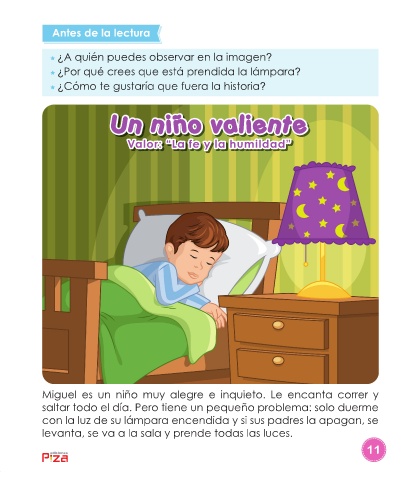 Antes de la lectura
¿A quién puedes observar en la imagen?
¿Por qué crees que está prendida la lámpara?
¿Cómo te gustaría que fuera la historia?
Un niño valiente
Valor: "La fe y la humildad"
Miguel es un niño muy alegre e inquieto. Le encanta correr y
saltar todo el día. Pero tiene un pequeño problema: solo duerme
con la luz de su lámpara encendida y si sus padres la apagan, se
levanta, se va a la sala y prende todas las luces.
PIZA
11